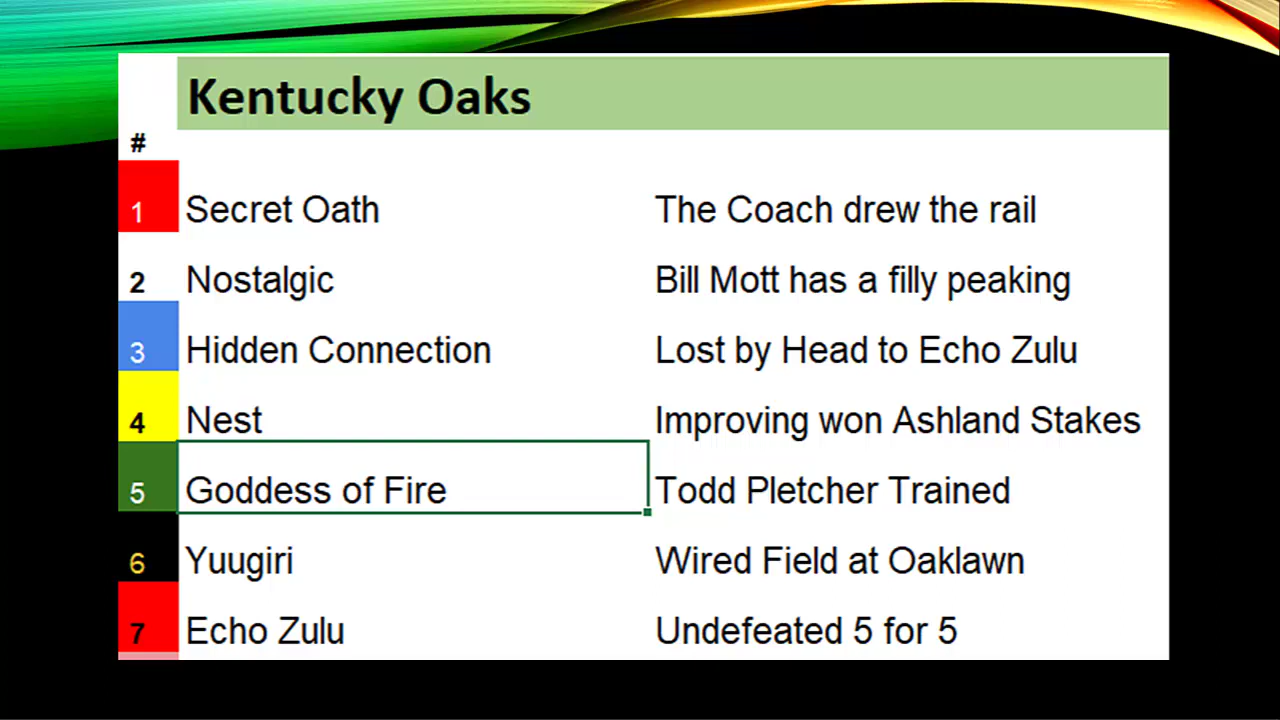 Kentucky Oaks
#
1 Secret Oath The Coach drew the rail
2 Nostalgic Bill Mott has a filly peaking
3 Hidden Connection Lost by Head to Echo Zulu
4 Nest Improving won Ashland Stakes
5 Goddess of Fire Todd Pletcher Trained
6 Yuugiri Wired Field at Oaklawn
7 Echo Zulu Undefeated 5 for 5